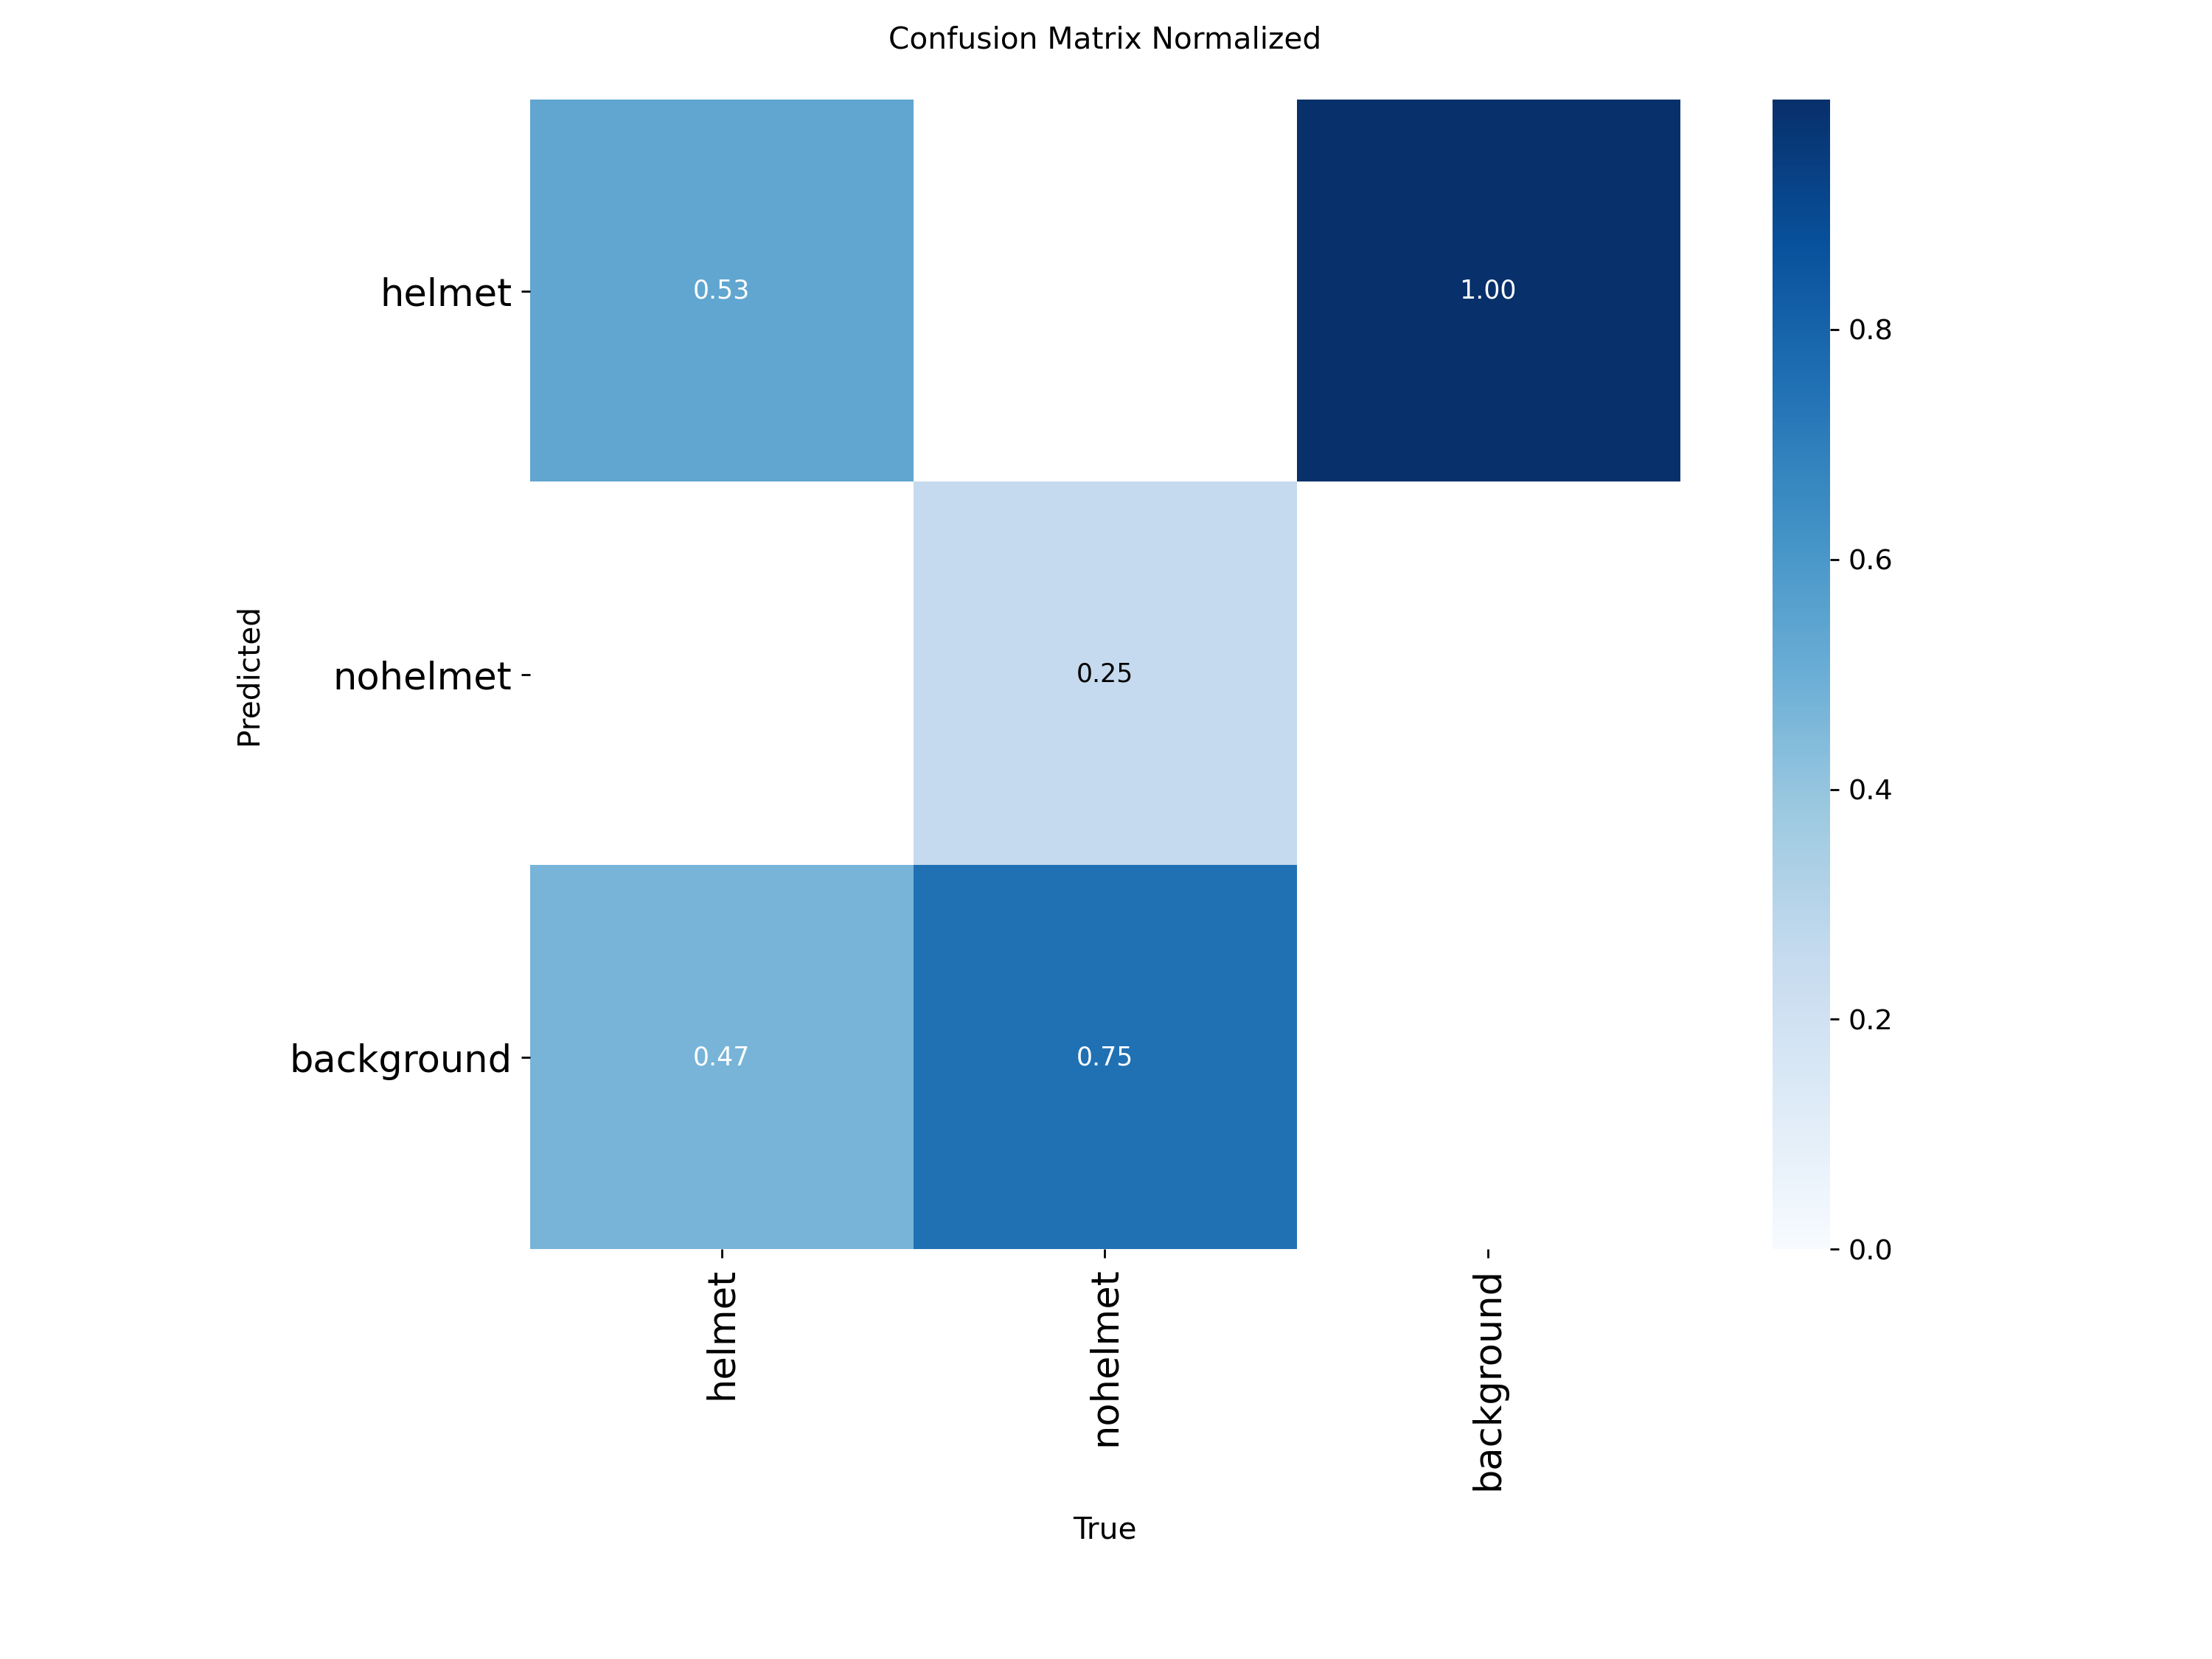 Confusion Matrix Normalized
helmet
0.53
1.00
nohelmet
0.25
background
0.47
0.75
Predicted
helmet
nohelmet
background
True
0.8
0.6
0.4
0.2
0.0